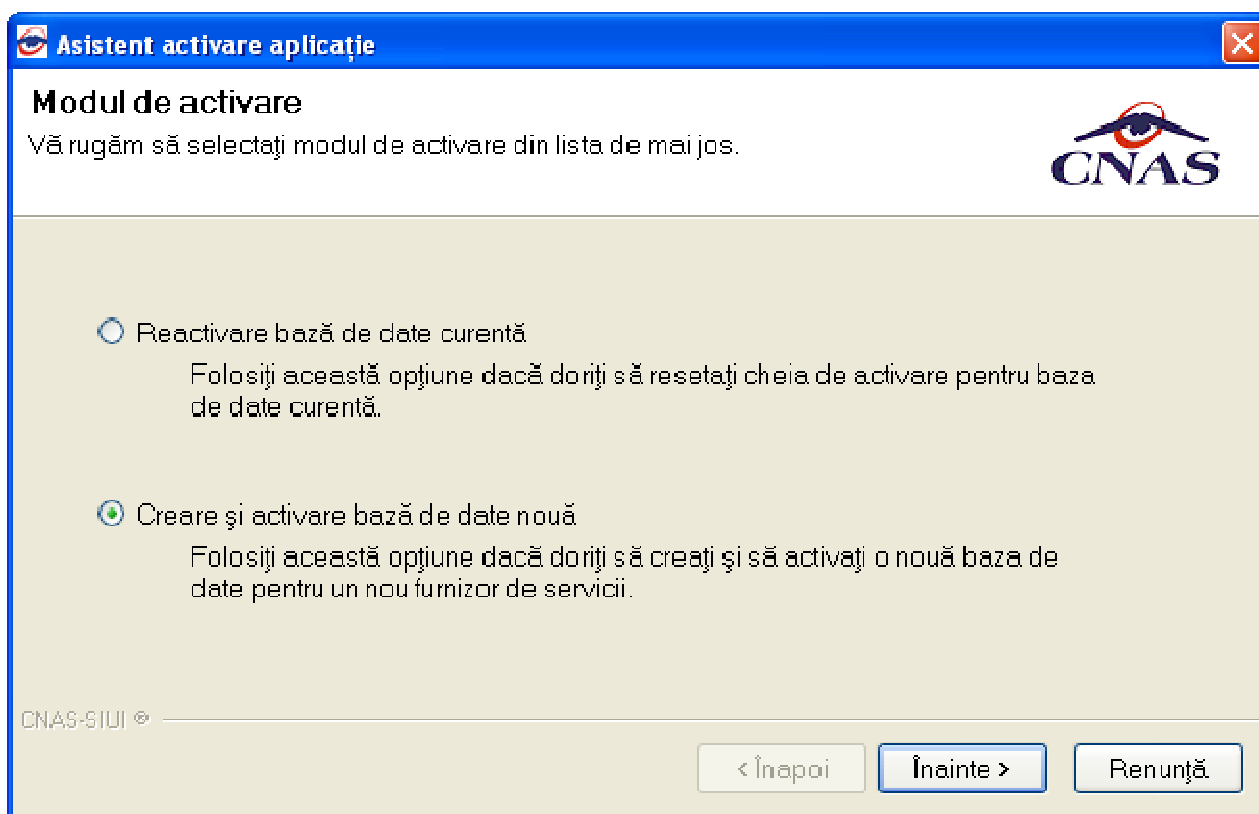 Asistent activare aplicație
Modul de activare
Vă rugăm să selectați modul de activare din lista de mai jos.
CNAS
Reactivare bază de date curentă
Folosiți această opțiune dacă doriți să resetați cheia de activare pentru baza
de date curentă.
Creare și activare bază de date nouă
Folosiți această opțiune dacă doriți să creați și să activați o nouă baza de
date pentru un nou furnizor de servicii.
CNAS-SIUI ®
< Înapoi
Înainte >
Renunță